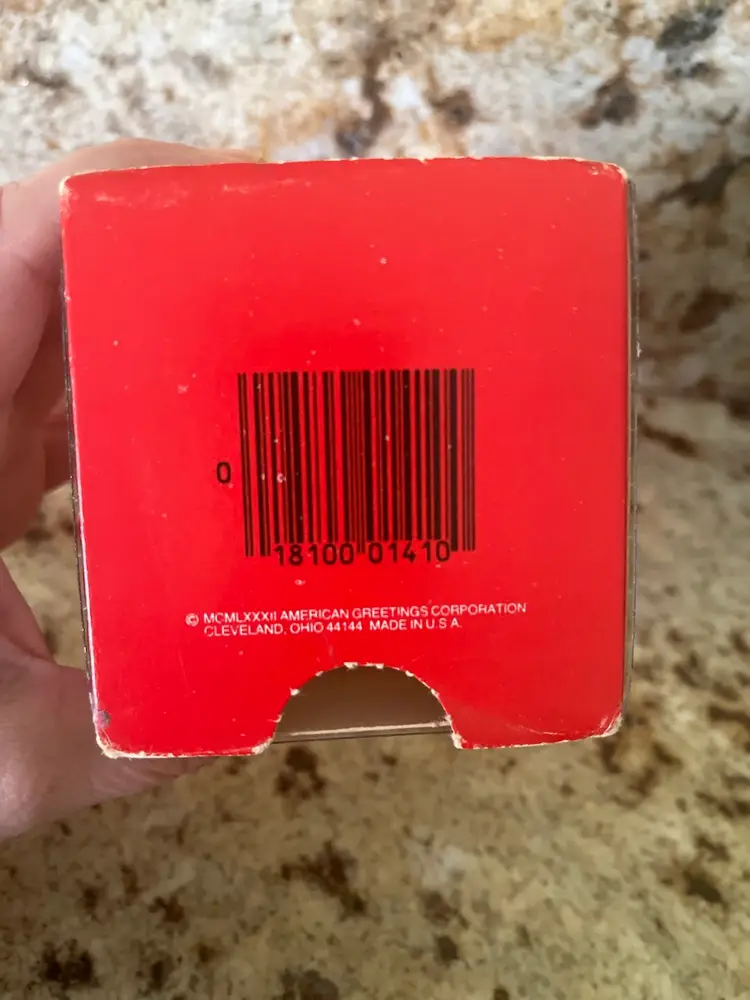 0
18100 01410
© MCMLXXXII AMERICAN GREETINGS CORPORATION
CLEVELAND, OHIO 44144 MADE IN U.S.A.